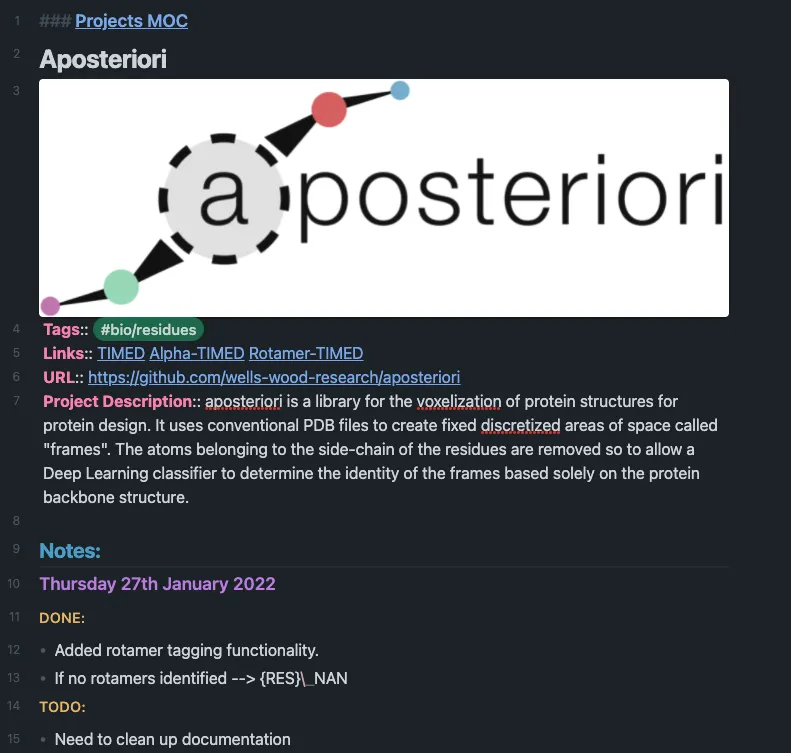 1 ### Projects MOC
2 Aposteriori
3
aposteriori
4 Tags:: #bio/residues
5 Links:: TIMED Alpha-TIMED Rotamer-TIMED
6 URL:: https://github.com/wells-wood-research/aposteriori
7 Project Description:: aposteriori is a library for the voxelization of protein structures for
protein design. It uses conventional PDB files to create fixed discretized areas of space called
"frames". The atoms belonging to the side-chain of the residues are removed so to allow a
Deep Learning classifier to determine the identity of the frames based solely on the protein
backbone structure.
8
9 Notes:
10 Thursday 27th January 2022
11 DONE:
12 • Added rotamer tagging functionality.
13 • If no rotamers identified --> {RES}\_NAN
14 TODO:
15 • Need to clean up documentation